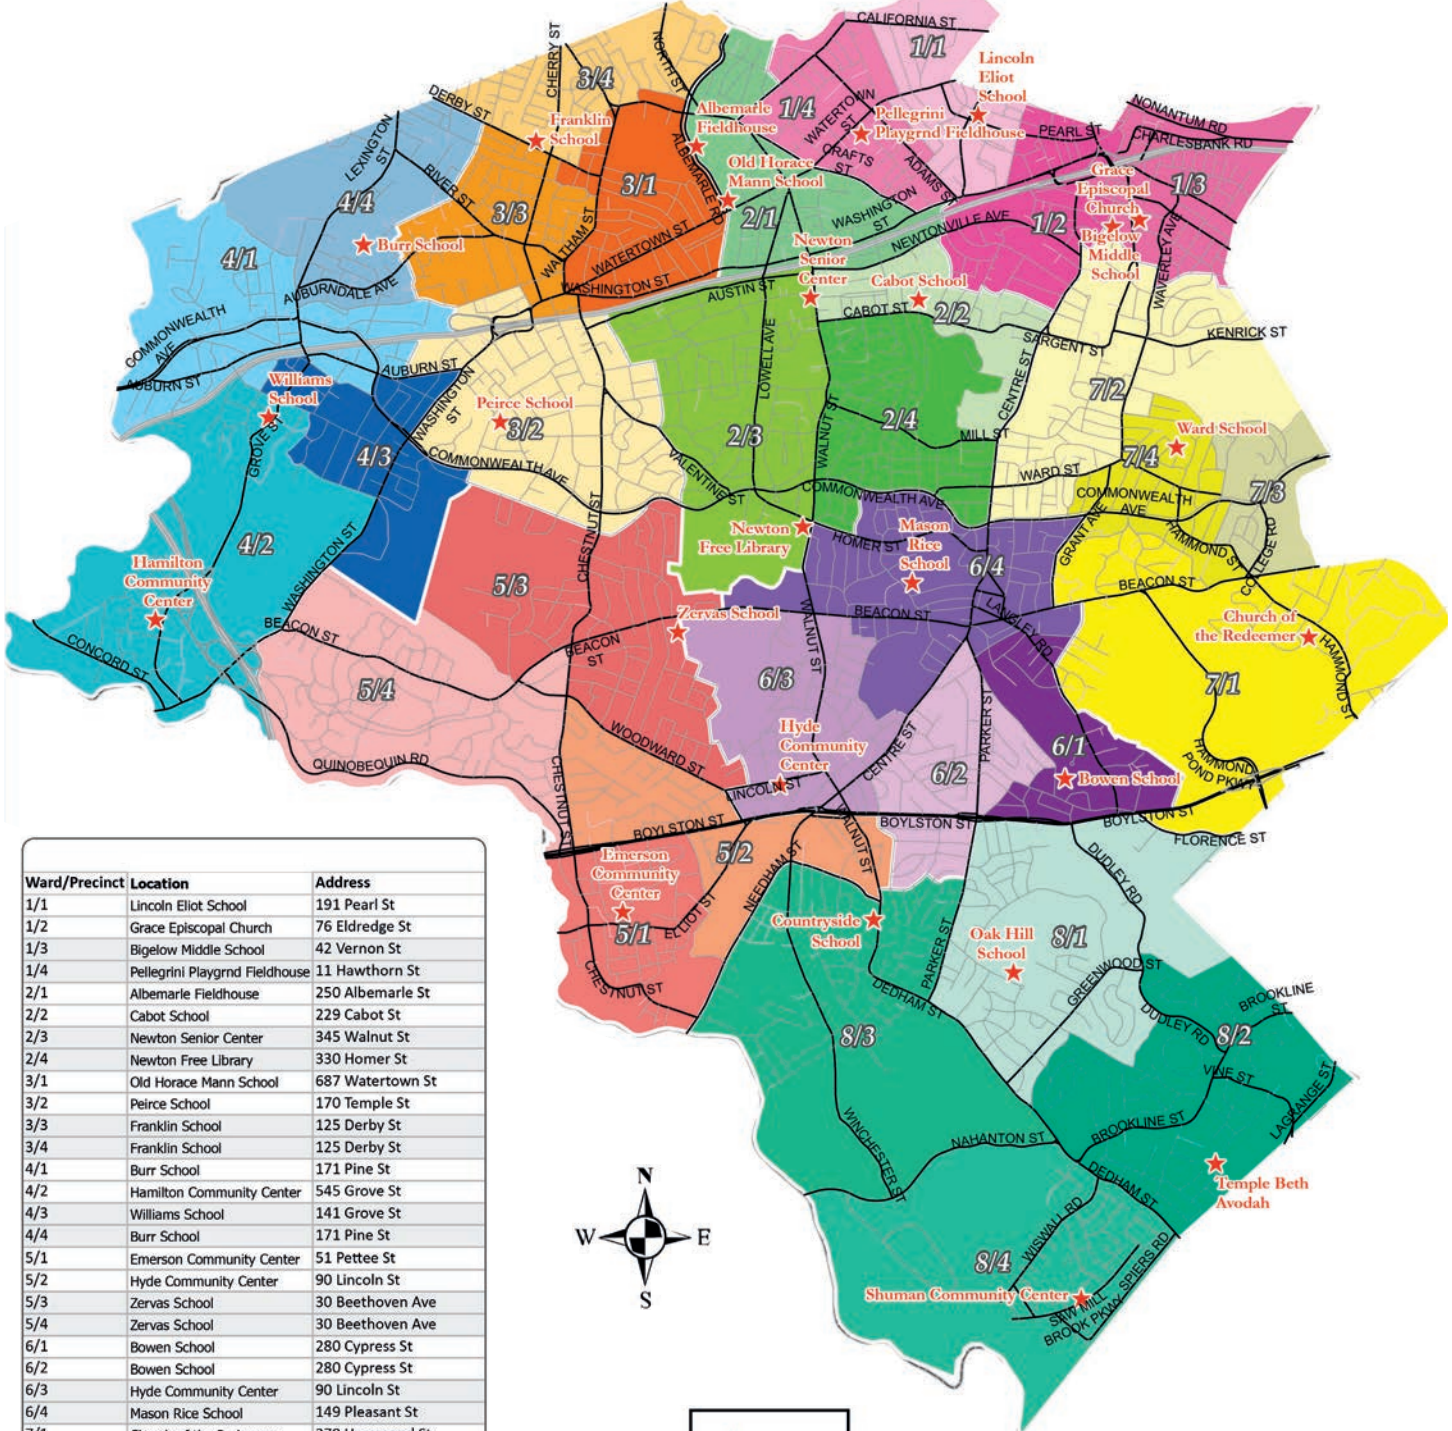 CALIFORNIA ST
1/1
CHERRY ST
NORTH ST
3/4
Lincoln
Eliot
School
DERBY ST
Franklin
School
Albemarle
Fieldhouse
1/4
WATERTOWN
ST
Pellegrini
Playgrnd Fieldhouse
NONANTUM RD
PEARL ST
CHARLESBANK RD
LEXINGTON
ST
RIVER ST
ALBEMARLE RD
CRAFTS
ST
ADAMS ST
Old Horace
Mann School
Grace
Episcopal
Church
3/1
4/4
3/3
2/1
WASHINGTON
ST
1/2
1/3
Burr School
WALTHAM ST
WATERTOWN ST
NEWTONVILLE AVE
Bigelow
Middle
School
WAVERLEY AVE
4/1
Newton
Senior
Center
Cabot School
AUBURNDALE AVE
WASHINGTON ST
AUSTIN ST
CABOT ST
2/2
COMMONWEALTH
AVE
SARGENT ST
KENRICK ST
AUBURN ST
AUBURN ST
Williams
School
WASHINGTON
ST
Peirce School
3/2
LOWELL AVE
WALNUT ST
CENTRE ST
7/2
2/3
2/4
MILL ST
Ward School
GROVE ST
4/3
COMMONWEALTH AVE
VALENTINE ST
WARD ST
7/4
7/3
COMMONWEALTH AVE
COMMONWEALTH
AVE
CHESTNUT ST
Newton
Free Library
HOMER ST
Mason
Rice
School
GRANT AVE
HAMMOND ST
COLLEGE RD
4/2
WASHINGTON ST
Hamilton
Community
Center
5/3
6/4
BEACON ST
CONCORD ST
BEACON ST
BEACON
ST
Zervas School
WALNUT ST
BEACON ST
LANGLEY RD
Church of
the Redeemer
HAMMOND ST
5/4
6/3
7/1
QUINOBEQUIN RD
WOODWARD ST
Hyde
Community
Center
CENTRE ST
PARKER ST
6/1
6/2
Bowen School
HAMMOND
POND PKWY
CHESTNUT ST
LINCOLN ST
BOYLSTON ST
WALNUT ST
BOYLSTON ST
BOYLSTON ST
FLORENCE ST
Emerson
Community
Center
5/2
NEEDHAM ST
DUDLEY RD
5/1
ELLIOT ST
Countryside
School
PARKER ST
Oak Hill
School
8/1
CHESTNUT ST
DEDHAM ST
GREENWOOD ST
DUDLEY RD
BROOKLINE
ST
8/3
8/2
VINE ST
LAGRANGE ST
WINCHESTER ST
NAHANTON ST
BROOKLINE ST
DEDHAM ST
Temple Beth
Avodah
WISWALL RD
8/4
SPIERS RD
Shuman Community Center
SAW MILL
BROOK PKWY
N
W E
S
Ward/Precinct Location Address
1/1 Lincoln Eliot School 191 Pearl St
1/2 Grace Episcopal Church 76 Eldredge St
1/3 Bigelow Middle School 42 Vernon St
1/4 Pellegrini Playgrnd Fieldhouse 11 Hawthorn St
2/1 Albemarle Fieldhouse 250 Albemarle St
2/2 Cabot School 229 Cabot St
2/3 Newton Senior Center 345 Walnut St
2/4 Newton Free Library 330 Homer St
3/1 Old Horace Mann School 687 Watertown St
3/2 Peirce School 170 Temple St
3/3 Franklin School 125 Derby St
3/4 Franklin School 125 Derby St
4/1 Burr School 171 Pine St
4/2 Hamilton Community Center 545 Grove St
4/3 Williams School 141 Grove St
4/4 Burr School 171 Pine St
5/1 Emerson Community Center 51 Pettee St
5/2 Hyde Community Center 90 Lincoln St
5/3 Zervas School 30 Beethoven Ave
5/4 Zervas School 30 Beethoven Ave
6/1 Bowen School 280 Cypress St
6/2 Bowen School 280 Cypress St
6/3 Hyde Community Center 90 Lincoln St
6/4 Mason Rice School 149 Pleasant St